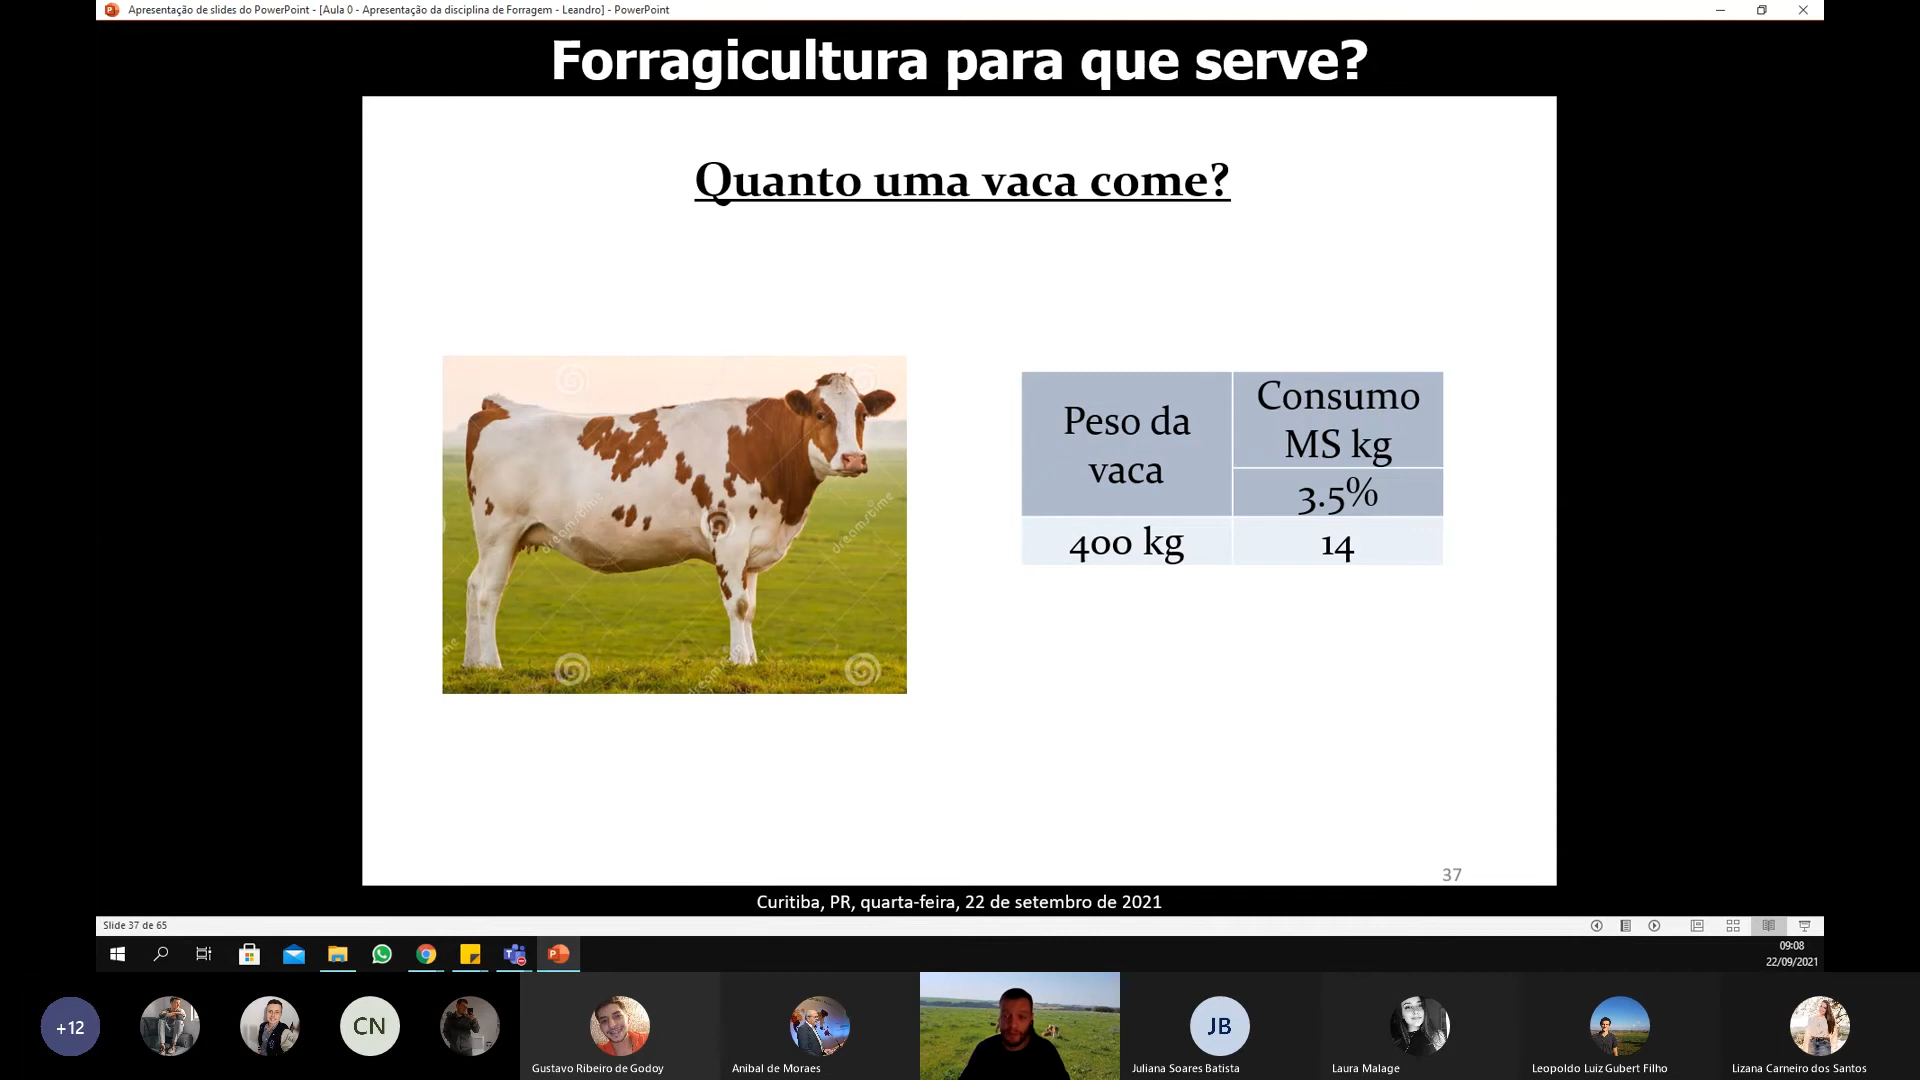 Apresentação de slides do PowerPoint - [Aula 0 - Apresentação da disciplina de Forragem - Leandro] - PowerPoint
Forragicultura para que serve?
Quanto uma vaca come?
Peso da
vaca
Consumo
MS kg
3.5%
400 kg
14
dreamstime
dreamstime
dreamstime
37
Curitiba, PR, quarta-feira, 22 de setembro de 2021
Slide 37 de 65
09:08
22/09/2021
+12
CN
JB
Gustavo Ribeiro de Godoy
Anibal de Moraes
Juliana Soares Batista
Laura Malage
Leopoldo Luiz Gubert Filho
Lizana Carneiro dos Santos